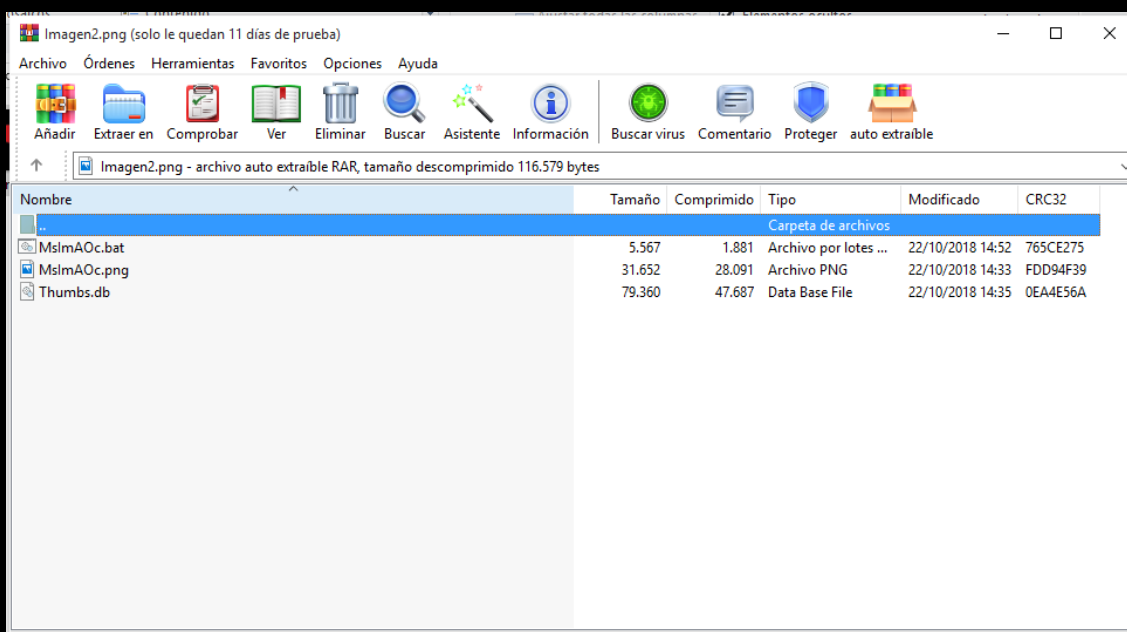 Imagen2.png (solo le quedan 11 días de prueba)
Archivo Órdenes Herramientas Favoritos Opciones Ayuda
Añadir Extraer en Comprobar Ver Eliminar Buscar Asistente Información Buscar virus Comentario Proteger auto extraíble
Imagen2.png - archivo auto extraíble RAR, tamaño descomprimido 116.579 bytes
Nombre Tamaño Comprimido Tipo Modificado CRC32
.. Carpeta de archivos
MsImAOc.bat 5.567 1.881 Archivo por lotes ... 22/10/2018 14:52 765CE275
MsImAOc.png 31.652 28.091 Archivo PNG 22/10/2018 14:33 FDD94F39
Thumbs.db 79.360 47.687 Data Base File 22/10/2018 14:35 0EA4E56A